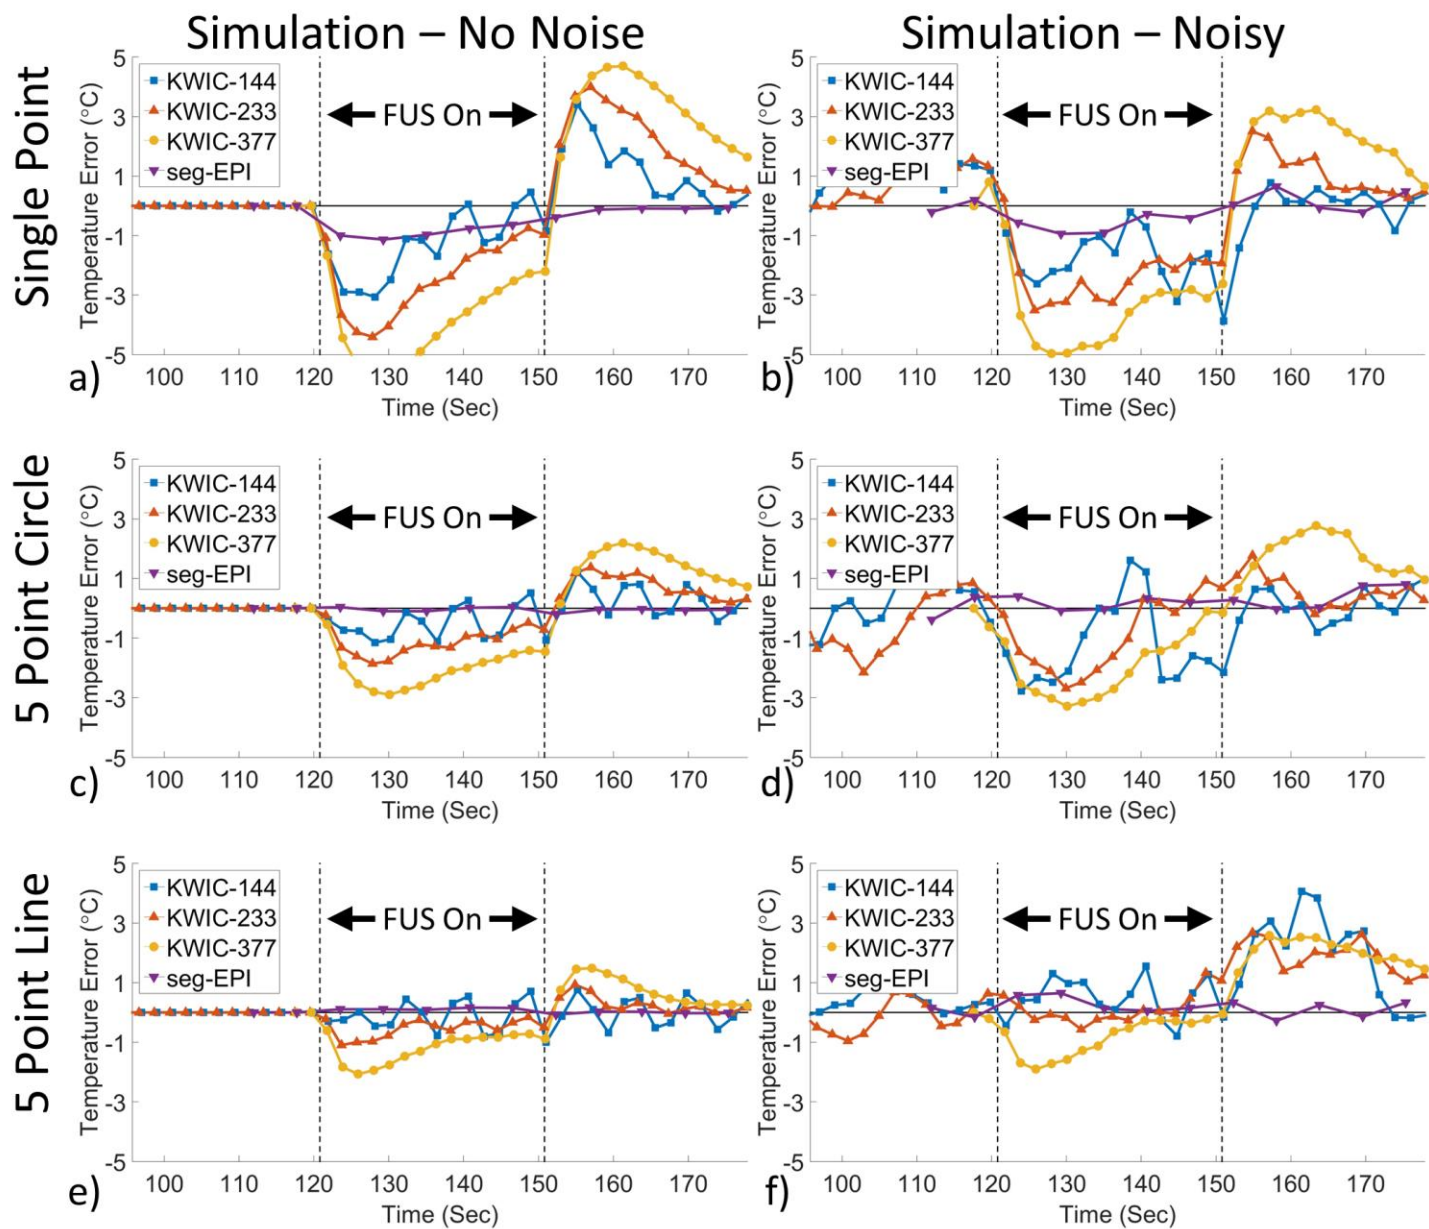 Simulation – No Noise
Simulation – Noisy
Single Point
Temperature Error (°C)
5
3
1
-1
-3
-5
KWIC-144
KWIC-233
KWIC-377
seg-EPI
FUS On
100 110 120 130 140 150 160 170
Time (Sec)
a)
Temperature Error (°C)
5
3
1
-1
-3
-5
KWIC-144
KWIC-233
KWIC-377
seg-EPI
FUS On
100 110 120 130 140 150 160 170
Time (Sec)
b)
5 Point Circle
Temperature Error (°C)
5
3
1
-1
-3
-5
KWIC-144
KWIC-233
KWIC-377
seg-EPI
FUS On
100 110 120 130 140 150 160 170
Time (Sec)
c)
Temperature Error (°C)
5
3
1
-1
-3
-5
KWIC-144
KWIC-233
KWIC-377
seg-EPI
FUS On
100 110 120 130 140 150 160 170
Time (Sec)
d)
5 Point Line
Temperature Error (°C)
5
3
1
-1
-3
-5
KWIC-144
KWIC-233
KWIC-377
seg-EPI
FUS On
100 110 120 130 140 150 160 170
Time (Sec)
e)
Temperature Error (°C)
5
3
1
-1
-3
-5
KWIC-144
KWIC-233
KWIC-377
seg-EPI
FUS On
100 110 120 130 140 150 160 170
Time (Sec)
f)